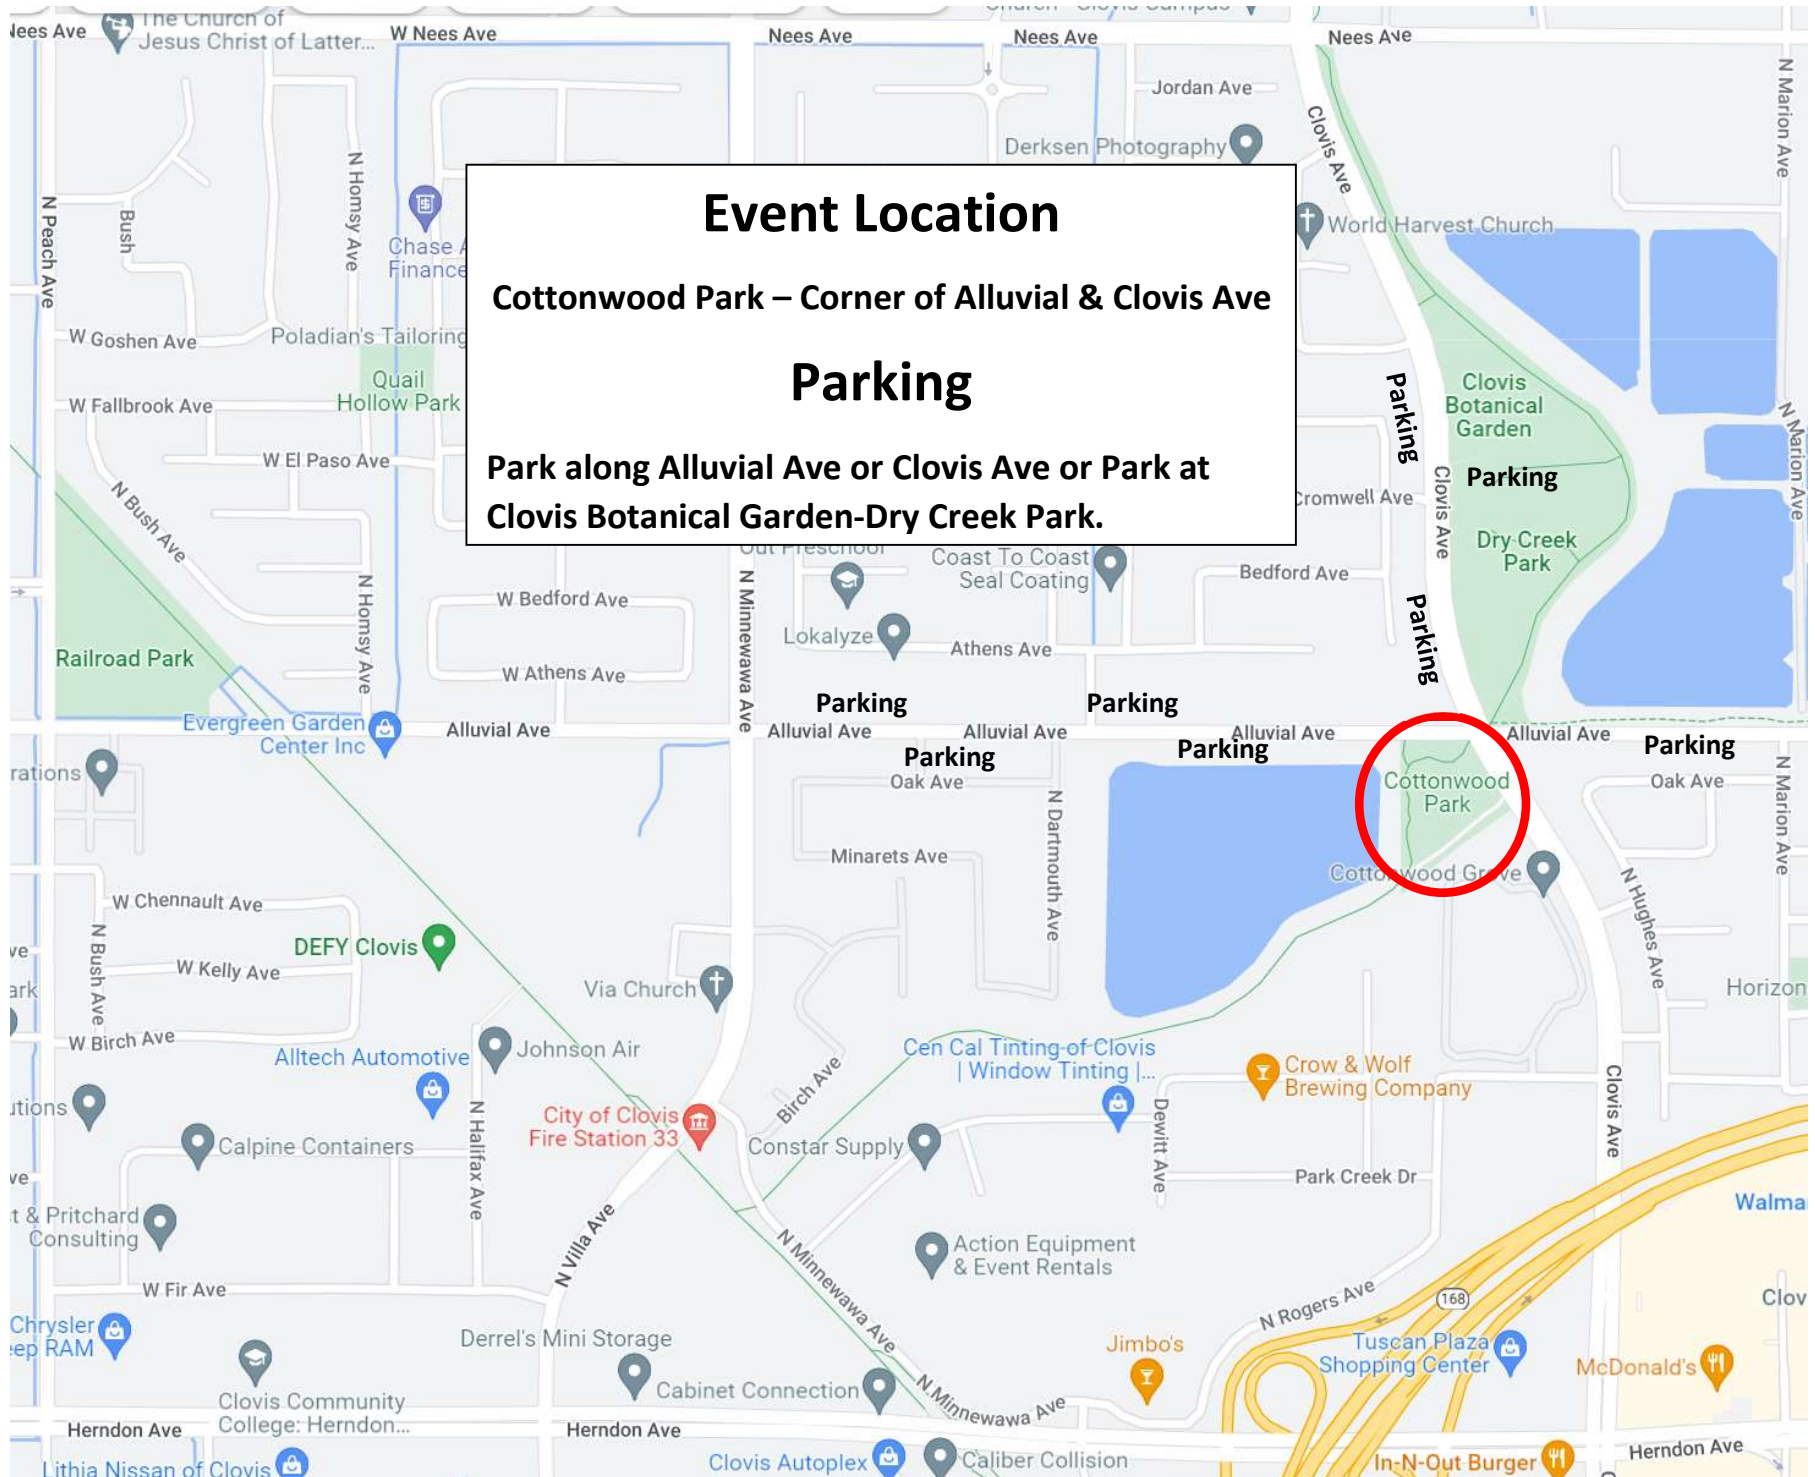 Nees Ave
The Church of
Jesus Christ of Latter...
W Nees Ave
Nees Ave
Nees Ave
Nees Ave
N Marion Ave
Jordan Ave
Clovis Ave
Derksen Photography
N Homsy Ave
N Peach Ave
Bush
Chase
Finance
Event Location
Cottonwood Park – Corner of Alluvial & Clovis Ave
Parking
Park along Alluvial Ave or Clovis Ave or Park at
Clovis Botanical Garden-Dry Creek Park.
World Harvest Church
W Goshen Ave
Poladian's Tailoring
Quail
Hollow Park
W Fallbrook Ave
W El Paso Ave
N Bush Ave
Parking
Clovis
Botanical
Garden
Parking
N Marion Ave
Cromwell Ave
Clovis Ave
Dry Creek
Park
Out Preschool
Coast To Coast
Seal Coating
Bedford Ave
N Homsy Ave
W Bedford Ave
N Minnewawa Ave
Lokalyze
Athens Ave
Parking
Railroad Park
W Athens Ave
Parking
Parking
Evergreen Garden
Center Inc
Alluvial Ave
Alluvial Ave
Alluvial Ave
Alluvial Ave
Alluvial Ave
Parking
Parking
Parking
rations
Oak Ave
Cottonwood
Park
Oak Ave
N Marion Ave
N Dartmouth Ave
Minarets Ave
Cottonwood Grove
N Hughes Ave
W Chennault Ave
N Bush Ave
DEFY Clovis
W Kelly Ave
Via Church
Horizon
W Birch Ave
Alltech Automotive
Johnson Air
Cen Cal Tinting of Clovis
| Window Tinting |...
Crow & Wolf
Brewing Company
Birch Ave
Clovis Ave
utions
N Halifax Ave
City of Clovis
Fire Station 33
Dewitt Ave
Calpine Containers
Constar Supply
Park Creek Dr
t & Pritchard
Consulting
Walma
N Villa Ave
N Minnewawa Ave
Action Equipment
& Event Rentals
W Fir Ave
N Rogers Ave
168
Clov
Chrysler
eep RAM
Derrel's Mini Storage
Jimbo's
Tuscan Plaza
Shopping Center
McDonald's
Clovis Community
College: Herndon...
Cabinet Connection
N Minnewawa Ave
Herndon Ave
Herndon Ave
Herndon Ave
Lithia Nissan of Clovis
Clovis Autoplex
Caliber Collision
In-N-Out Burger